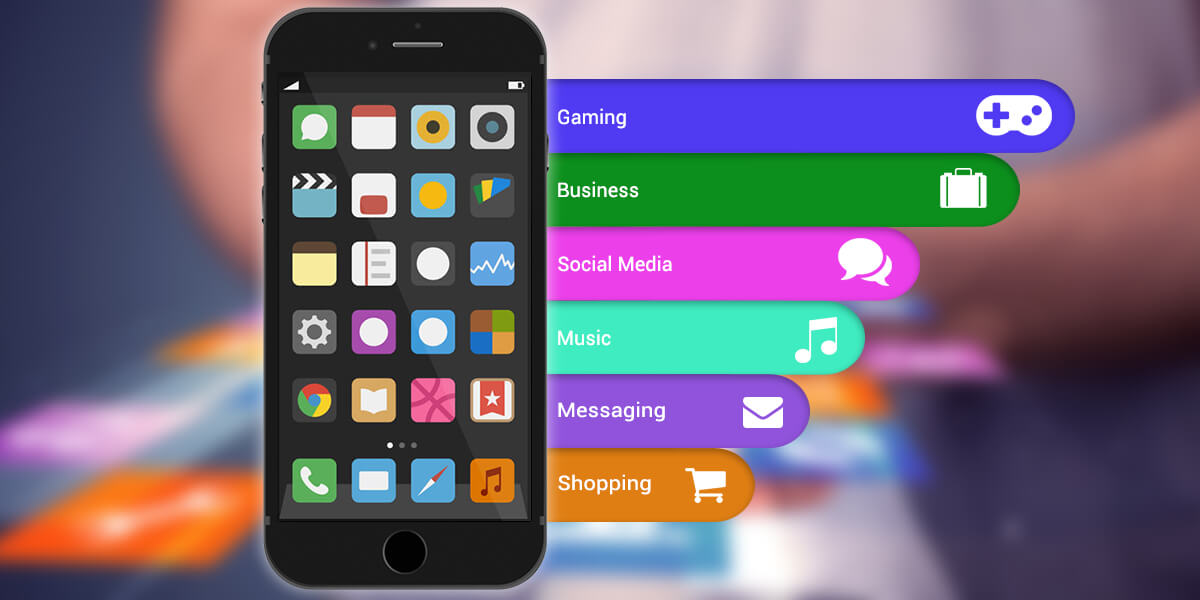 Gaming
Business
Social Media
Music
Messaging
Shopping